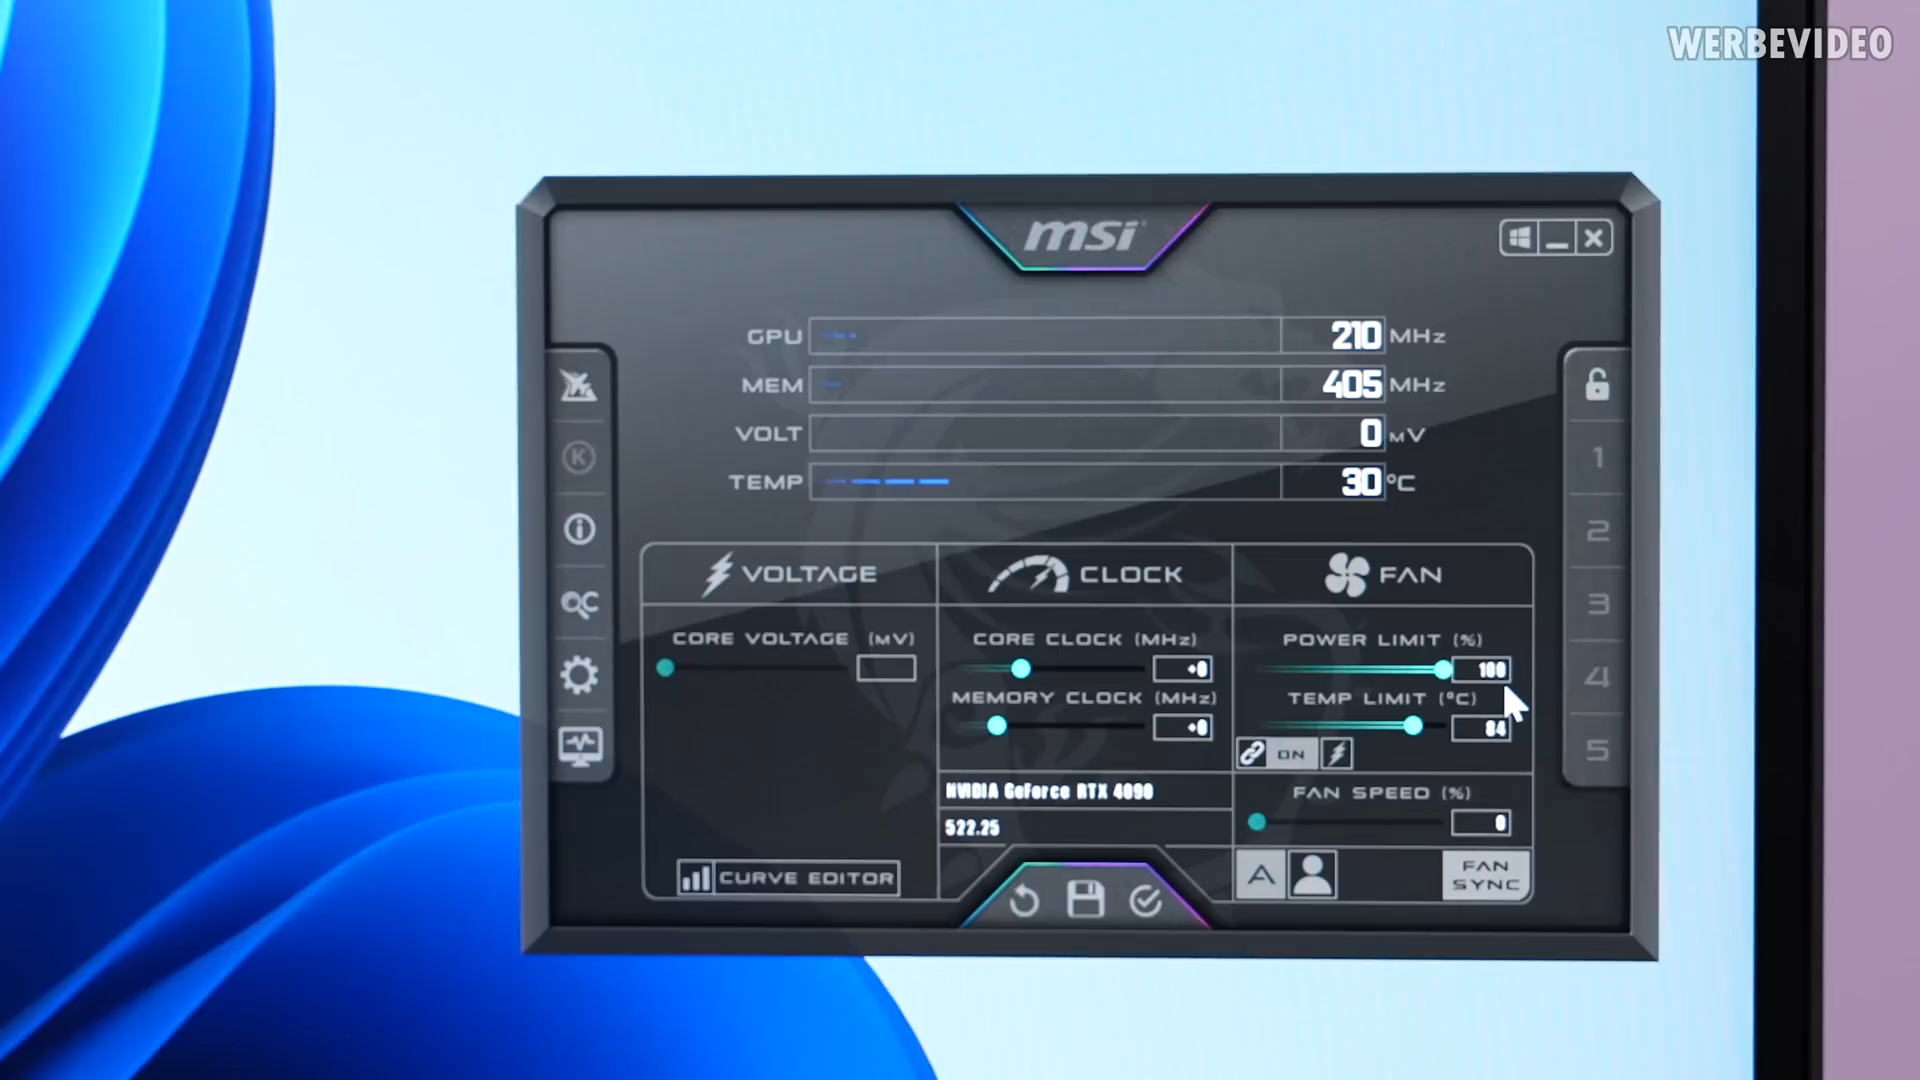 WERBEVIDEO
msi
GPU 210 MHz
MEM 405 MHz
VOLT 0 MV
TEMP 30 °C
K
1
2
3
4
5
VOLTAGE
CORE VOLTAGE (MV)
CURVE EDITOR
CLOCK
CORE CLOCK (MHz)
+0
MEMORY CLOCK (MHz)
+0
NVIDIA GeForce RTX 4090
522.25
FAN
POWER LIMIT (%)
100
TEMP LIMIT (°C)
84
ON
FAN SPEED (%)
0
A
FAN
SYNC